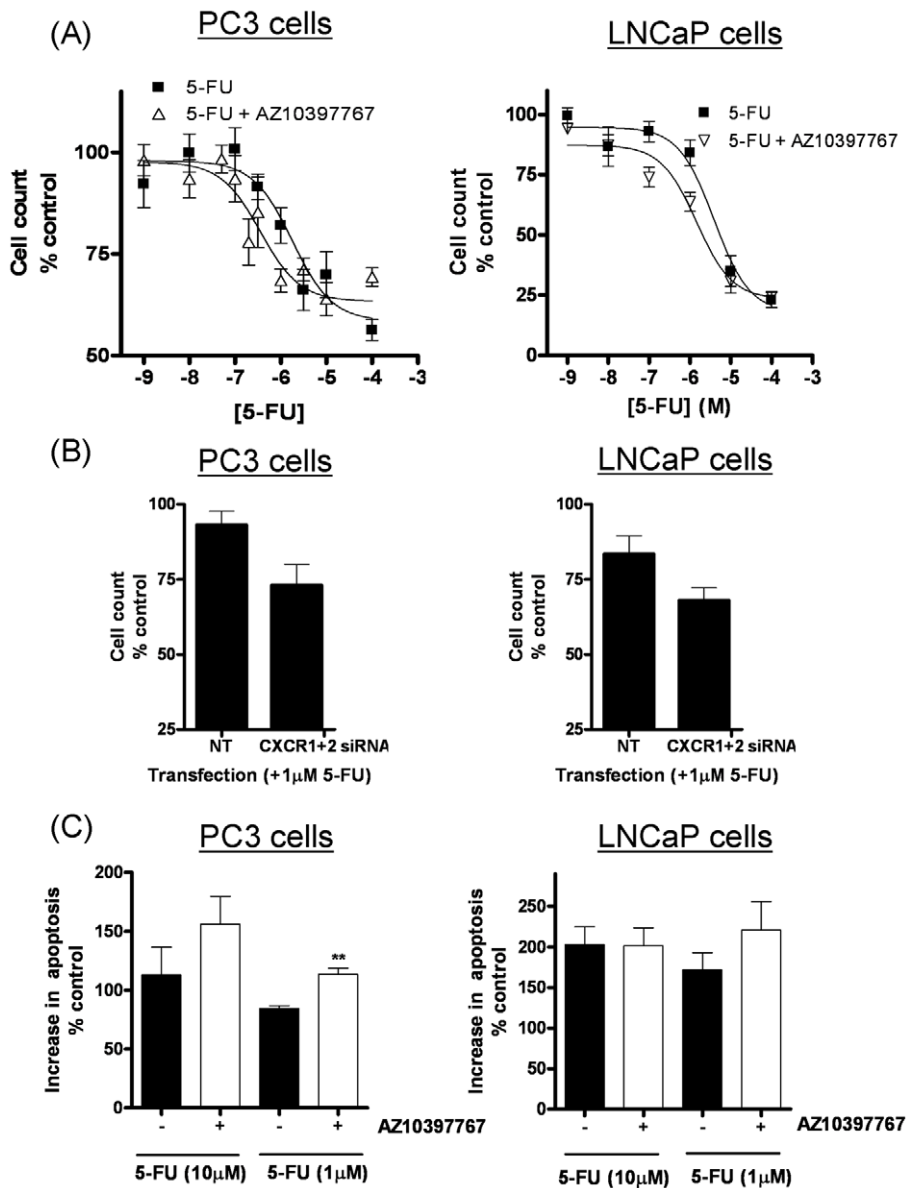 (A)
PC3 cells
LNCaP cells
5-FU
5-FU + AZ10397767
Cell count
% control
100
75
50
-9 -8 -7 -6 -5 -4 -3
[5-FU]
5-FU
5-FU + AZ10397767
Cell count
% control
100
75
50
25
0
-9 -8 -7 -6 -5 -4 -3
[5-FU] (M)
(B)
PC3 cells
LNCaP cells
Cell count
% control
100
75
50
25
NT CXCR1+2 siRNA
Transfection (+1μM 5-FU)
Cell count
% control
100
75
50
25
NT CXCR1+2 siRNA
Transfection (+1μM 5-FU)
(C)
PC3 cells
LNCaP cells
Increase in apoptosis
% control
200
150
100
50
0
**
- + - +
5-FU (10μM) 5-FU (1μM)
Increase in apoptosis
% control
250
200
150
100
50
0
- + - + AZ10397767
5-FU (10μM) 5-FU (1μM)